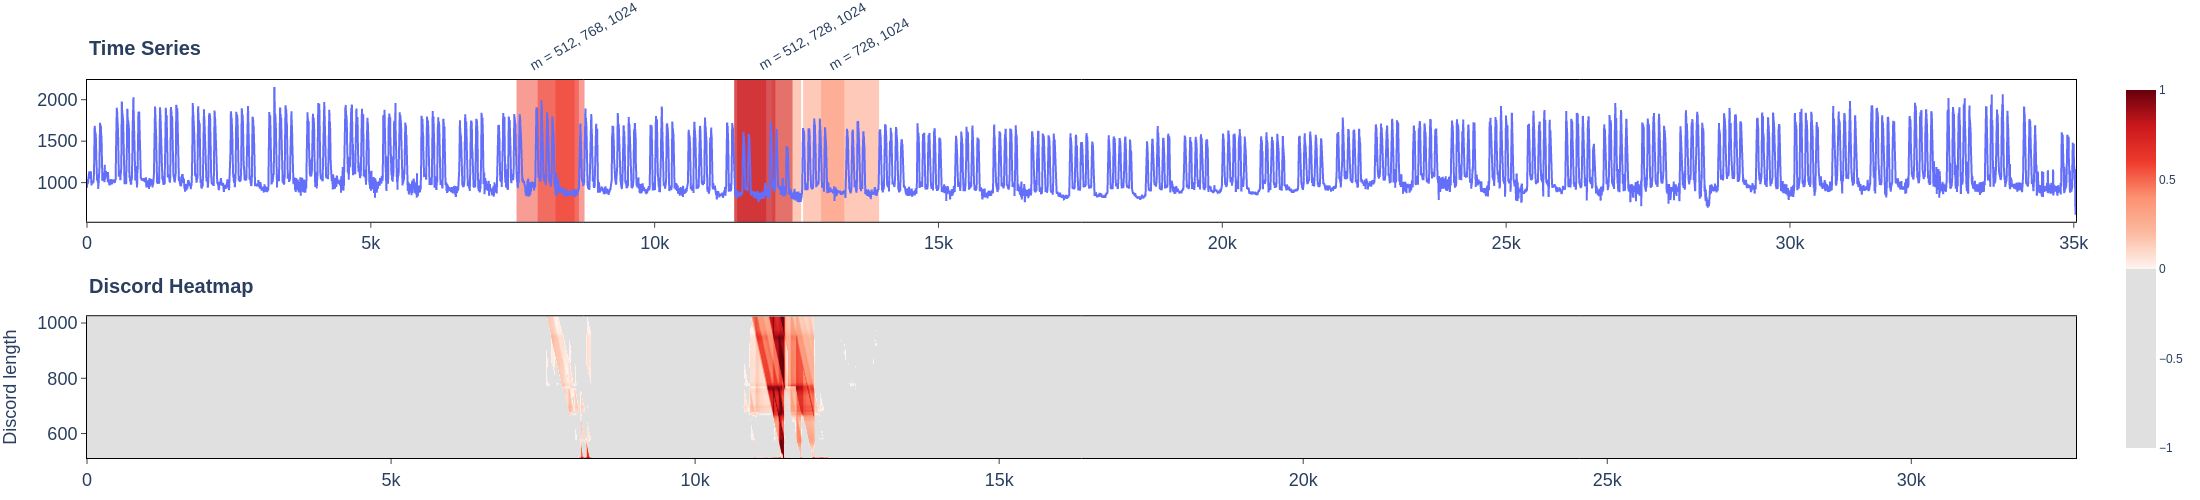 m = 512, 768, 1024
m = 512, 728, 1024
m = 728, 1024
Time Series
2000
1500
1000
0 5k 10k 15k 20k 25k 30k 35k
Discord Heatmap
Discord length
1000
800
600
0 5k 10k 15k 20k 25k 30k
1
0.5
0
−0.5
−1